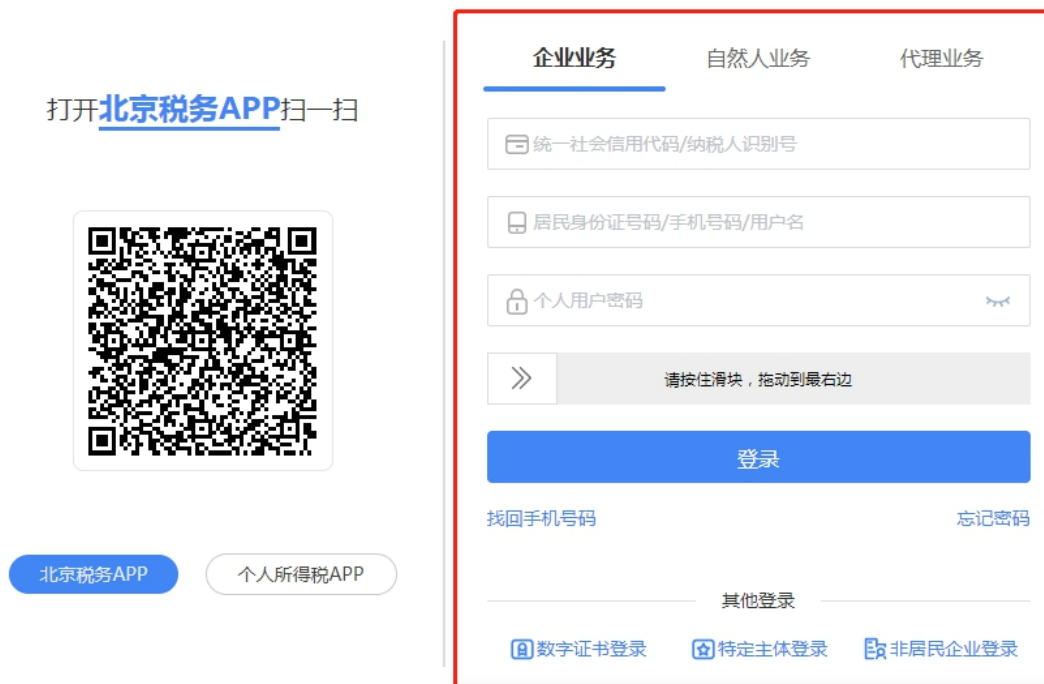 打开北京税务APP扫一扫
北京税务APP
个人所得税APP
企业业务
自然人业务
代理业务
统一社会信用代码/纳税人识别号
居民身份证号码/手机号码/用户名
个人用户密码
请按住滑块，拖动到最右边
登录
找回手机号码
忘记密码
其他登录
数字证书登录
特定主体登录
非居民企业登录